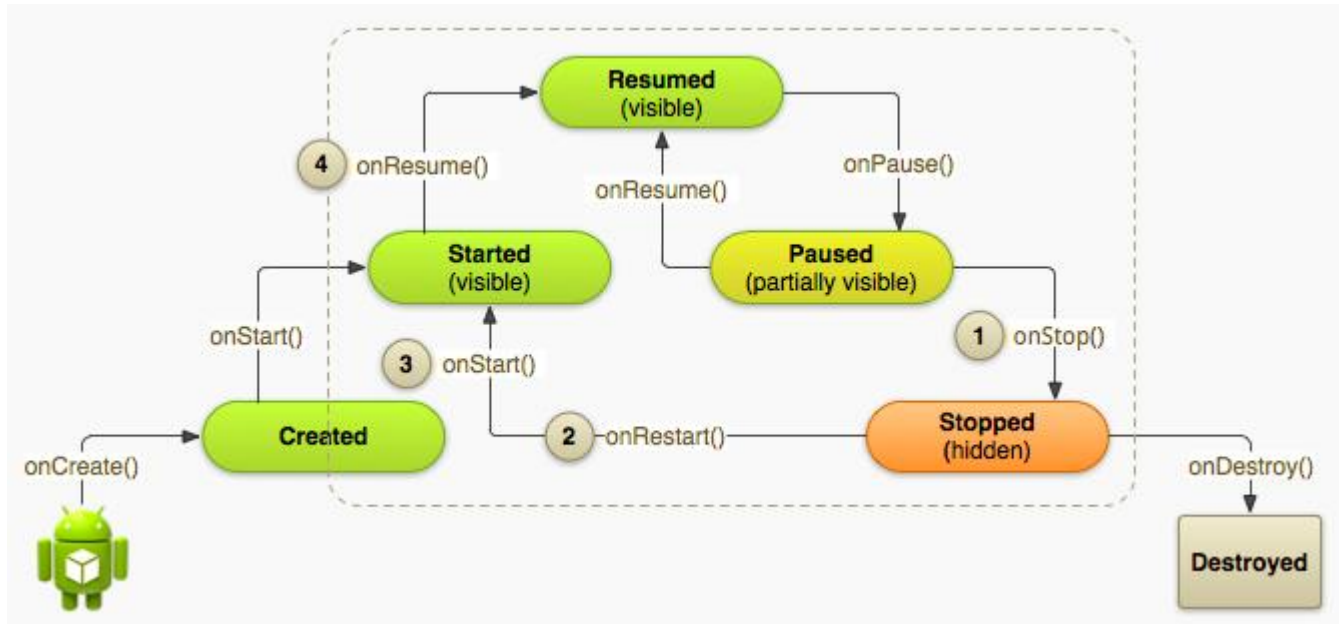 Resumed
(visible)
4
onResume()
onResume()
onPause()
Started
(visible)
Paused
(partially visible)
onStart()
3
onStart()
1
onStop()
Created
2
onRestart()
Stopped
(hidden)
onCreate()
onDestroy()
Destroyed